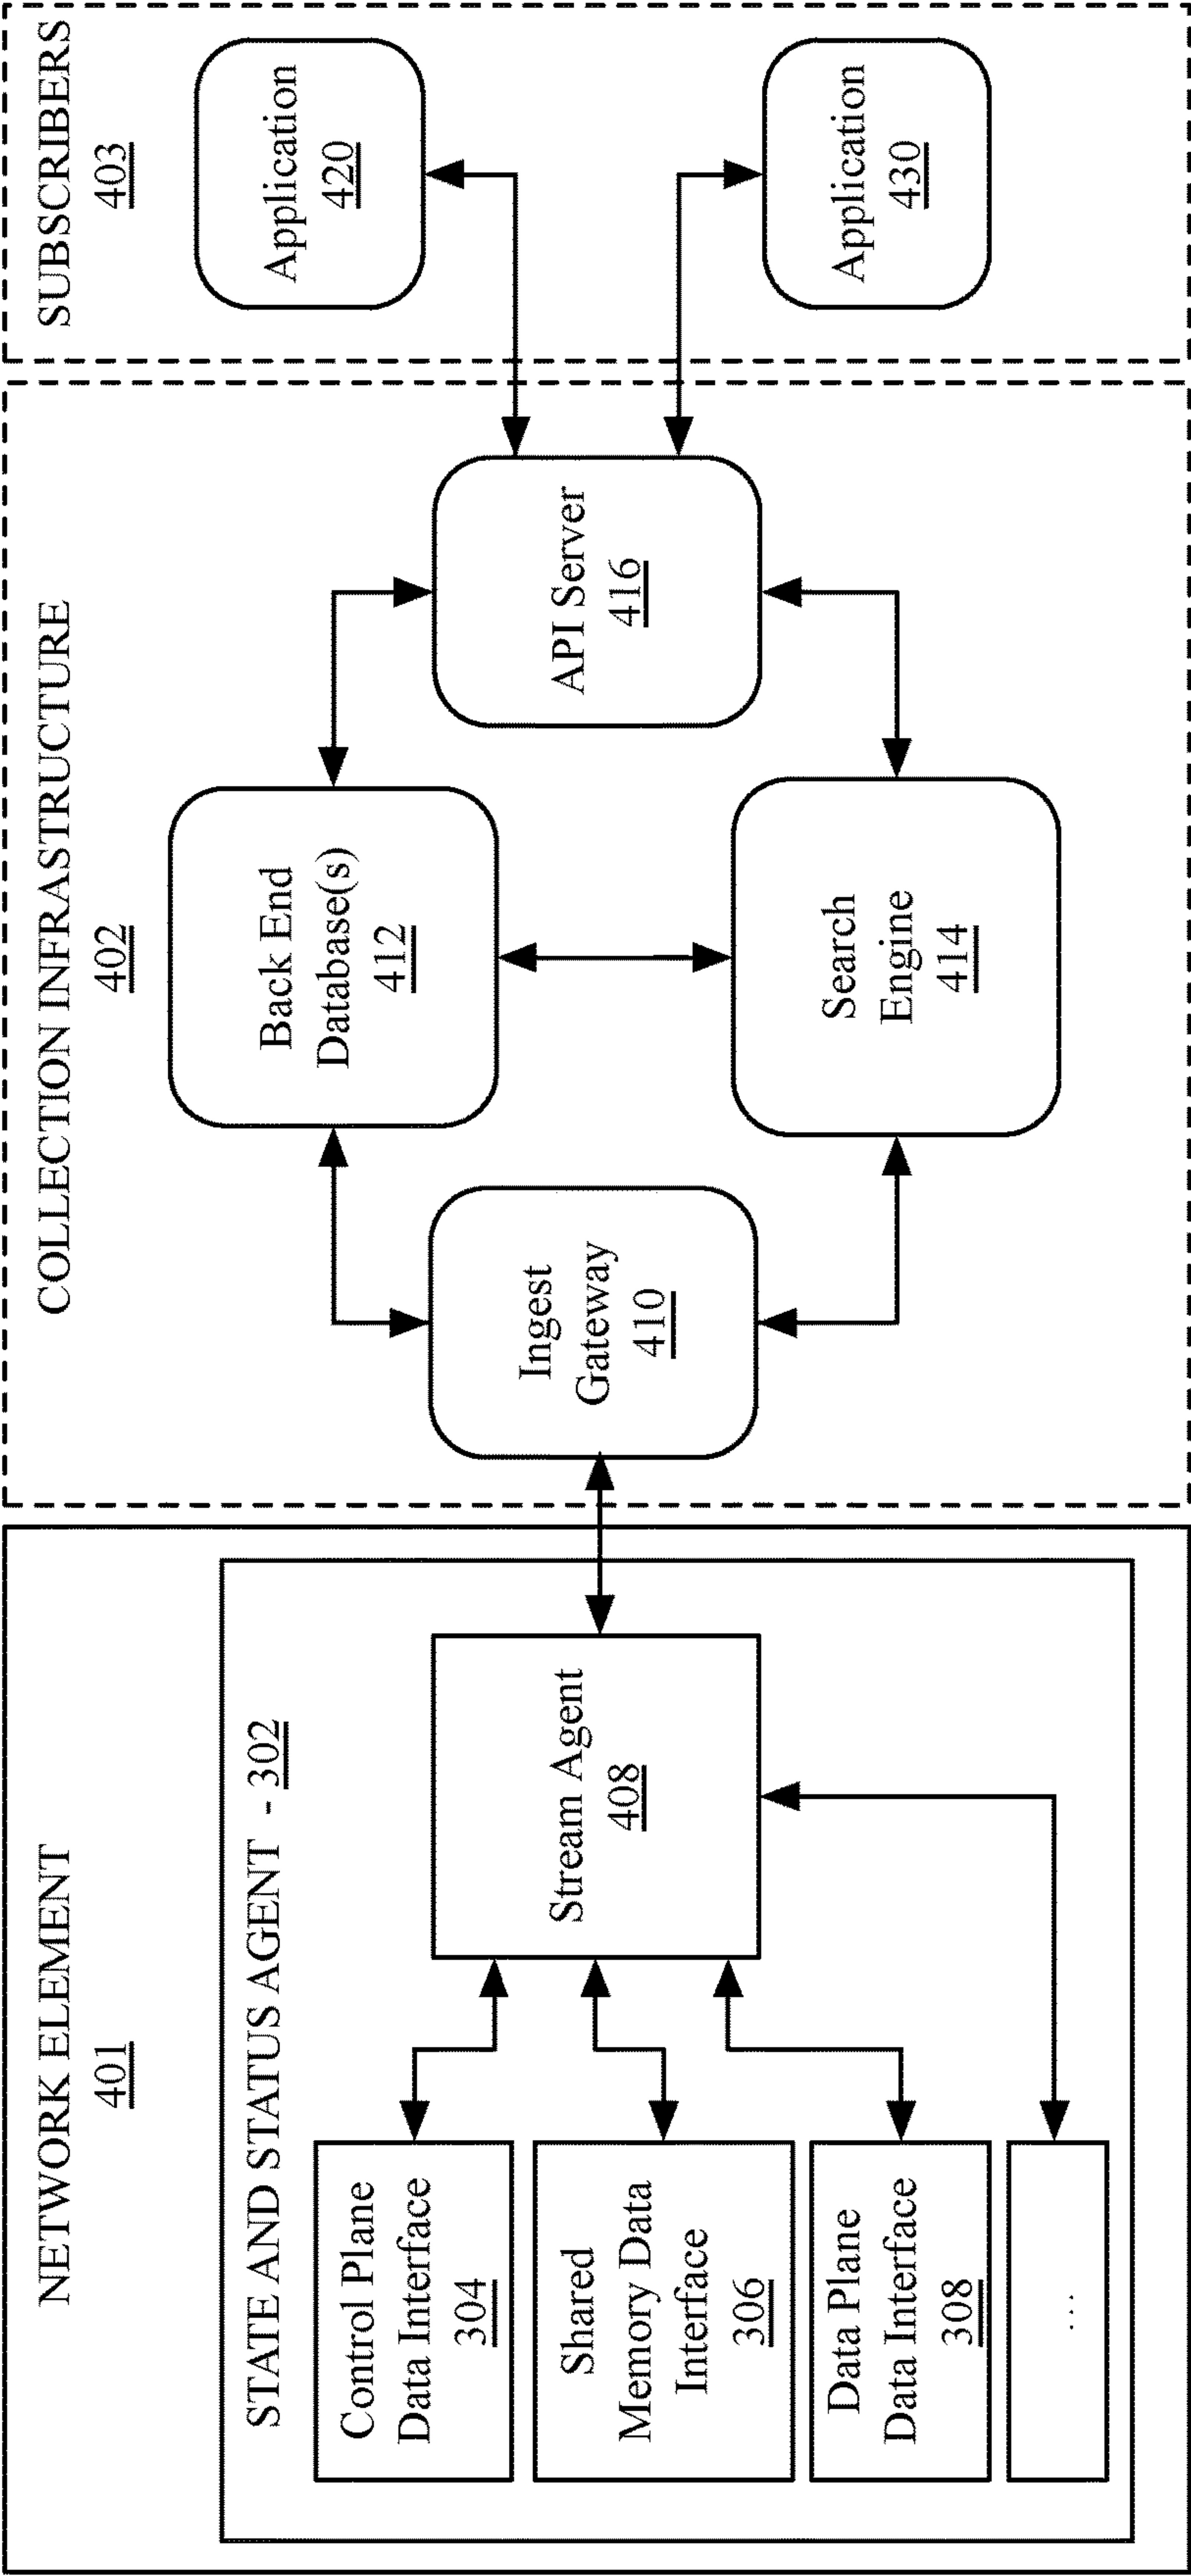 NETWORK ELEMENT
401
STATE AND STATUS AGENT - 302
Control Plane
Data Interface
304
Shared
Memory Data
Interface
306
Data Plane
Data Interface
308
...
Stream Agent
408
COLLECTION INFRASTRUCTURE
402
Ingest
Gateway
410
Back End
Database(s)
412
Search
Engine
414
API Server
416
SUBSCRIBERS
403
Application
420
Application
430